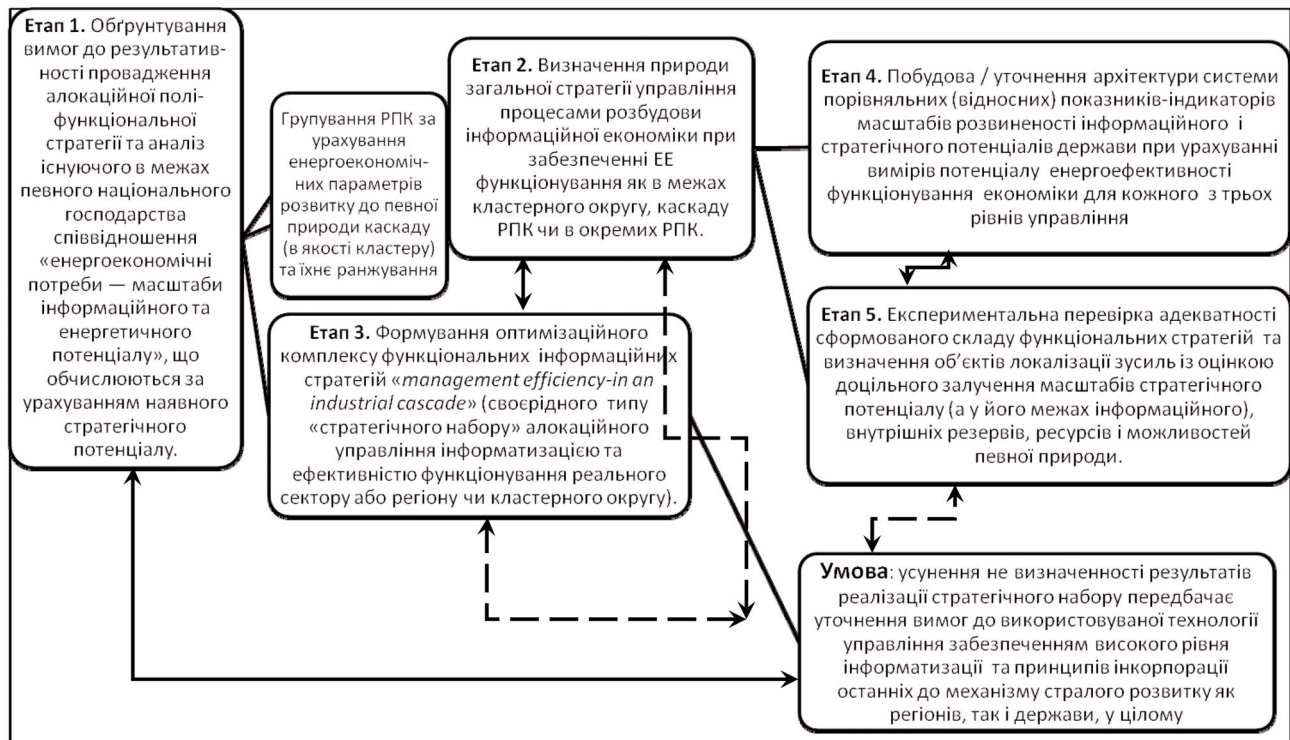 Етап 1. Обґрунтування
вимог до результатив-
ності провадження
алокаційної полі-
функціональної
стратегії та аналіз
існуючого в межах
певного національного
господарства
співвідношення
«енергоекономічні
потреби — масштаби
інформаційного та
енергетичного
потенціалу», що
обчислюються за
урахуванням наявного
стратегічного
потенціалу.
Групування РПК за
урахування
енергоекономіч-
них параметрів
розвитку до певної
природи каскаду
(в якості кластеру)
та їхнє ранжування
Етап 2. Визначення природи
загальної стратегії управління
процесами розбудови
інформаційної економіки при
забезпеченні ЕЕ
функціонування як в межах
кластерного округу, каскаду
РПК чи в окремих РПК.
Етап 3. Формування оптимізаційного
комплексу функціональних інформаційних
стратегій «management efficiency-in an
industrial cascade» (своєрідного типу
«стратегічного набору» алокаційного
управління інформатизацією та
ефективністю функціонування реального
сектору або регіону чи кластерного округу).
Етап 4. Побудова / уточнення архітектури системи
порівняльних (відносних) показників-індикаторів
масштабів розвиненості інформаційного і
стратегічного потенціалів держави при урахуванні
вимірів потенціалу енергоефективності
функціонування економіки для кожного з трьох
рівнів управління
Етап 5. Експериментальна перевірка адекватності
сформованого складу функціональних стратегій та
визначення об’єктів локалізації зусиль із оцінкою
доцільного залучення масштабів стратегічного
потенціалу (а у його межах інформаційного),
внутрішніх резервів, ресурсів і можливостей
певної природи.
Умова: усунення не визначенності результатів
реалізації стратегічного набору передбачає
уточнення вимог до використовуваної технології
управління забезпеченням високого рівня
інформатизації та принципів інкорпорації
останніх до механізму стралого розвитку як
регіонів, так і держави, у цілому